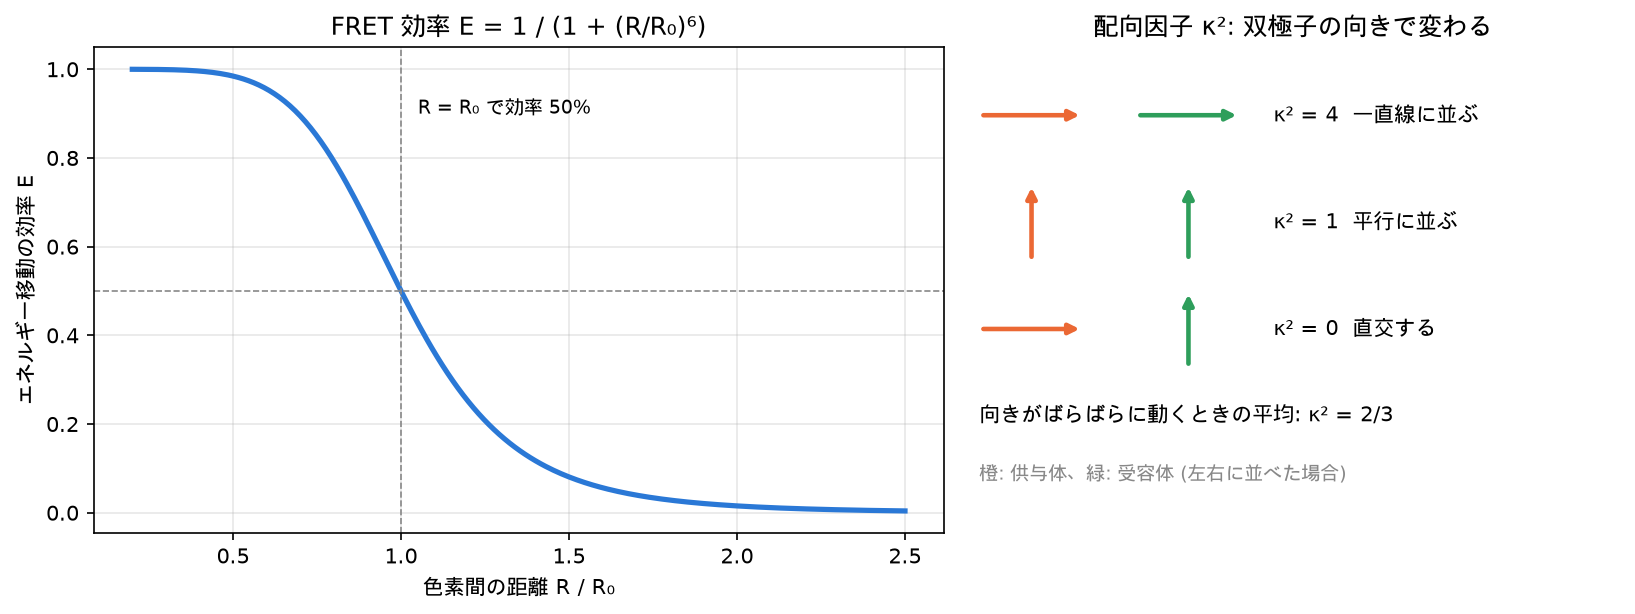 FRET 効率 E = 1 / (1 + (R/R₀)⁶)
エネルギー移動の効率 E
1.0
0.8
0.6
0.4
0.2
0.0
R = R₀ で効率 50%
0.5
1.0
1.5
2.0
2.5
色素間の距離 R / R₀
配向因子 κ²: 双極子の向きで変わる
κ² = 4 一直線に並ぶ
κ² = 1 平行に並ぶ
κ² = 0 直交する
向きがばらばらに動くときの平均: κ² = 2/3
橙: 供与体、緑: 受容体 (左右に並べた場合)